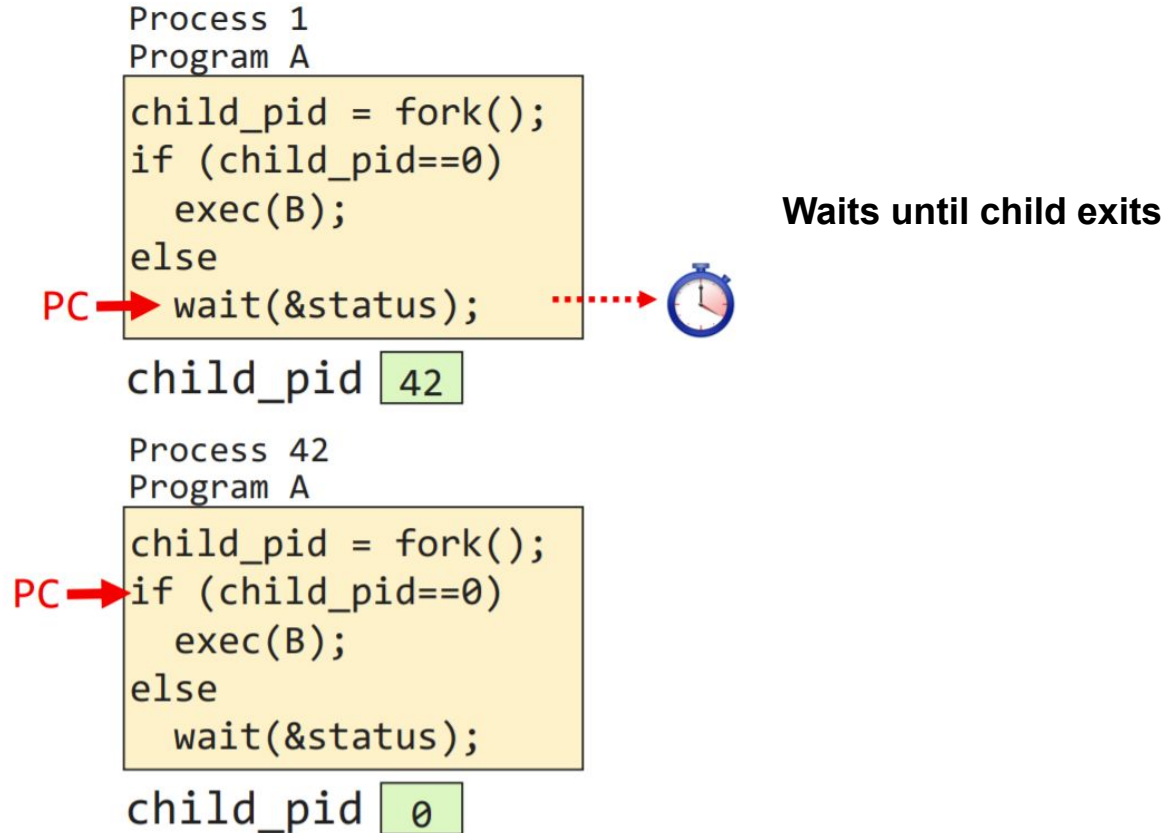 Process 1
Program A
child_pid = fork();
if (child_pid==0)
exec(B);
else
PC wait(&status);
Waits until child exits
child_pid 42
Process 42
Program A
child_pid = fork();
PC if (child_pid==0)
exec(B);
else
wait(&status);
child_pid 0